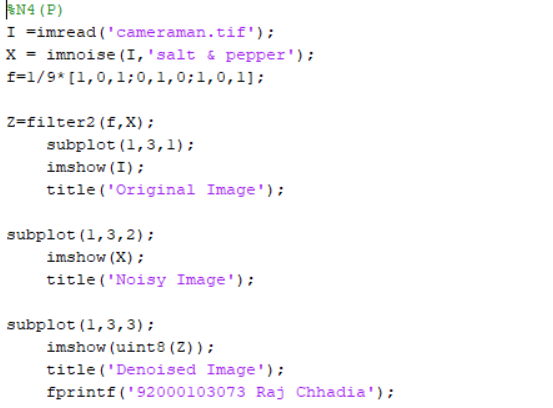 %N4(P)
I =imread('cameraman.tif');
X = imnoise(I,'salt & pepper');
f=1/9*[1,0,1;0,1,0;1,0,1];
Z=filter2(f,X);
subplot(1,3,1);
imshow(I);
title('Original Image');
subplot(1,3,2);
imshow(X);
title('Noisy Image');
subplot(1,3,3);
imshow(uint8(Z));
title('Denoised Image');
fprintf('92000103073 Raj Chhadia');